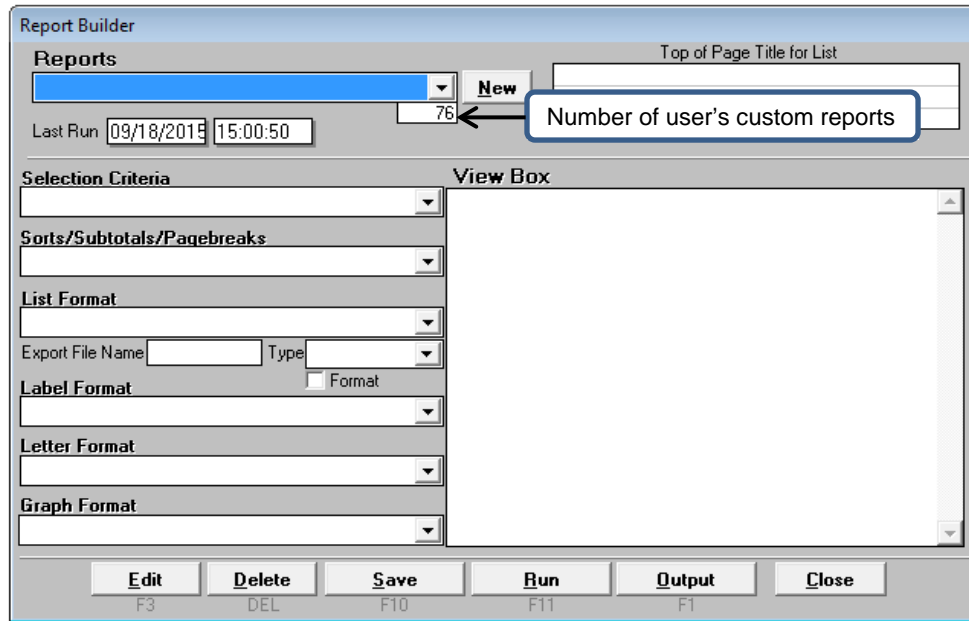 Report Builder
Reports
Top of Page Title for List
New
76
Number of user's custom reports
Last Run 09/18/2015 15:00:50
Selection Criteria
View Box
Sorts/Subtotals/Pagebreaks
List Format
Export File Name Type
Format
Label Format
Letter Format
Graph Format
Edit Delete Save Run Output Close
F3 DEL F10 F11 F1